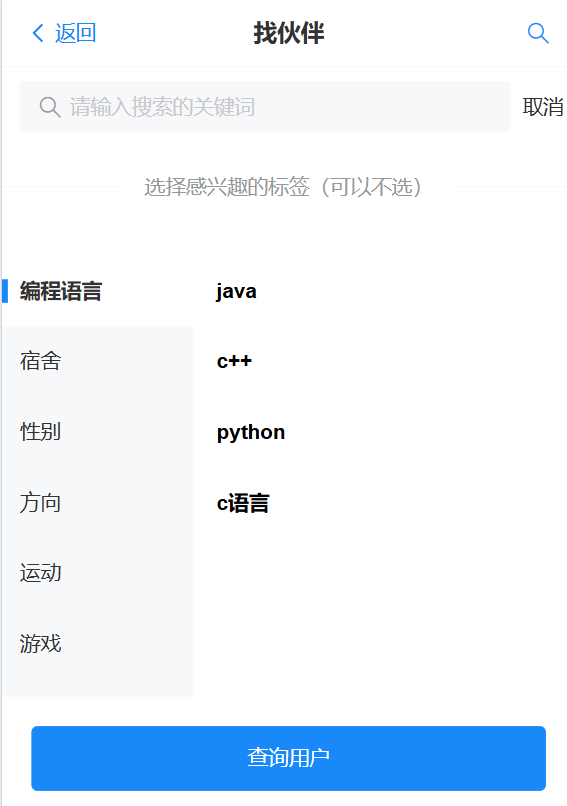 返回 找伙伴
请输入搜索的关键词 取消
选择感兴趣的标签（可以不选）
编程语言 java
宿舍 c++
性别 python
方向 c语言
运动
游戏
查询用户